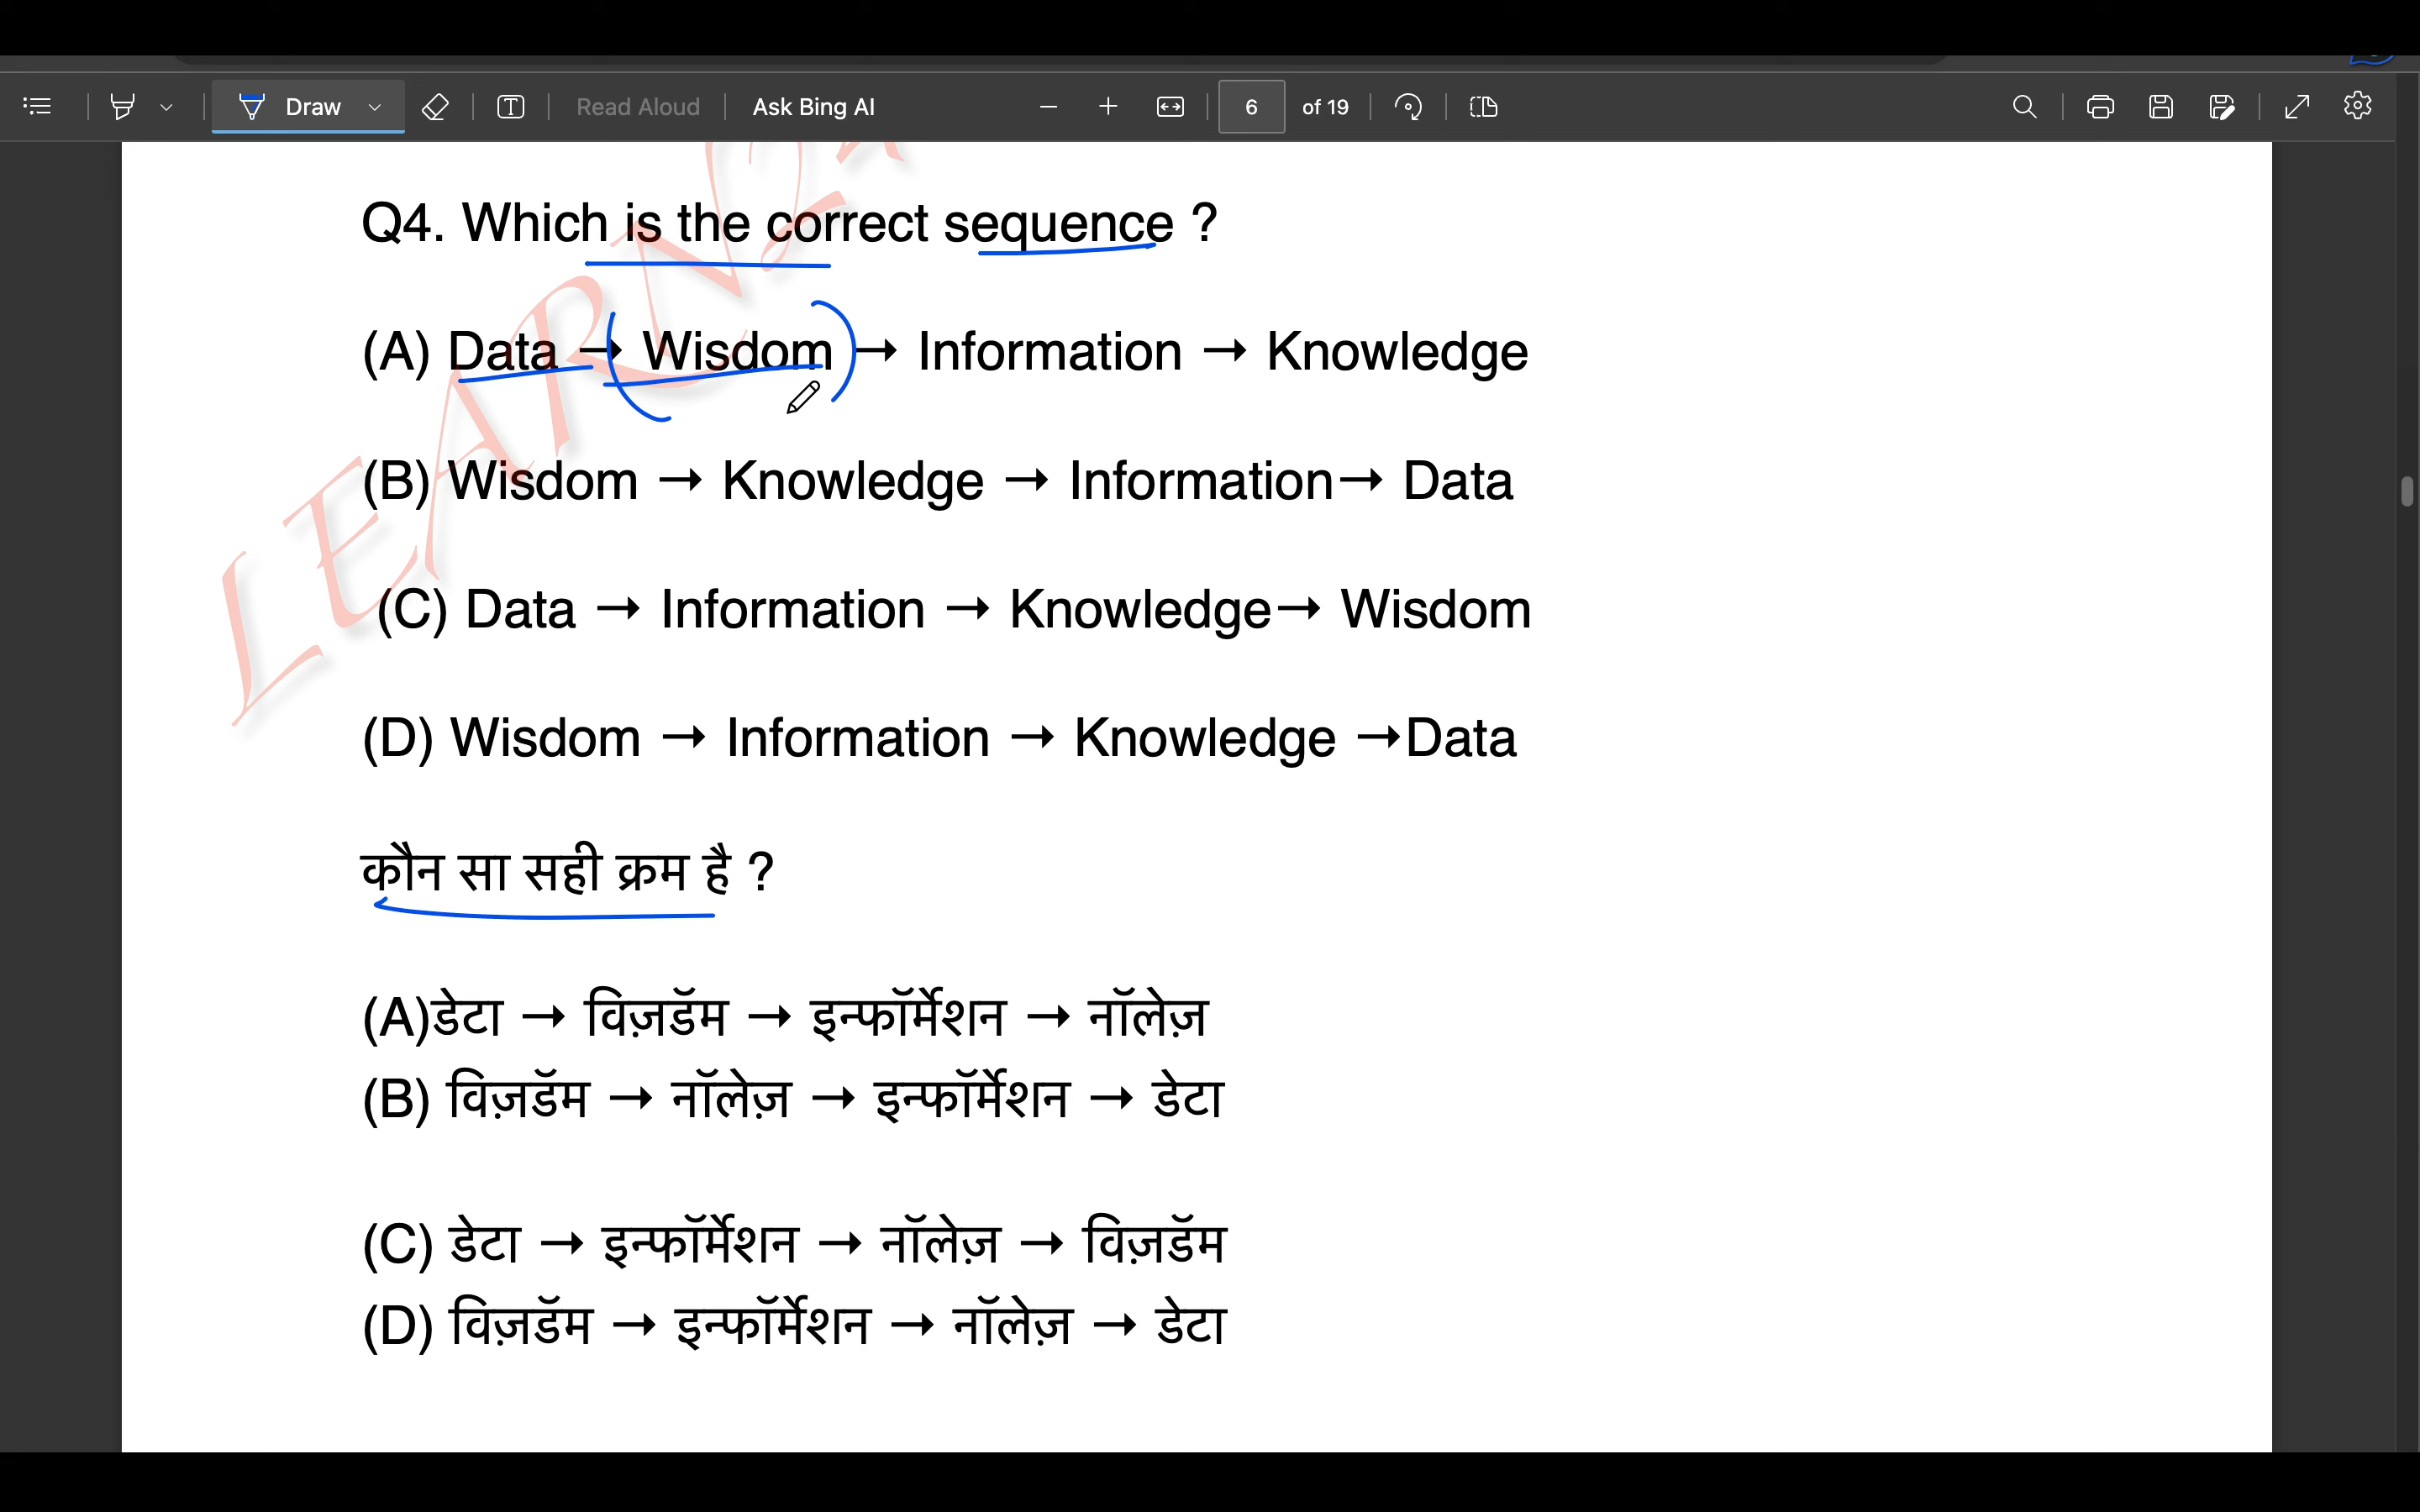 Draw
Read Aloud
Ask Bing AI
6 of 19
LEARN2
Q4. Which is the correct sequence ?
(A) Data → Wisdom → Information → Knowledge
(B) Wisdom → Knowledge → Information→ Data
(C) Data → Information → Knowledge→ Wisdom
(D) Wisdom → Information → Knowledge →Data
कौन सा सही क्रम है ?
(A)डेटा → विज़डॅम → इन्फॉर्मेशन → नॉलेज़
(B) विज़डॅम → नॉलेज़ → इन्फॉर्मेशन → डेटा
(C) डेटा → इन्फॉर्मेशन → नॉलेज़ → विज़डॅम
(D) विज़डॅम → इन्फॉर्मेशन → नॉलेज़ → डेटा